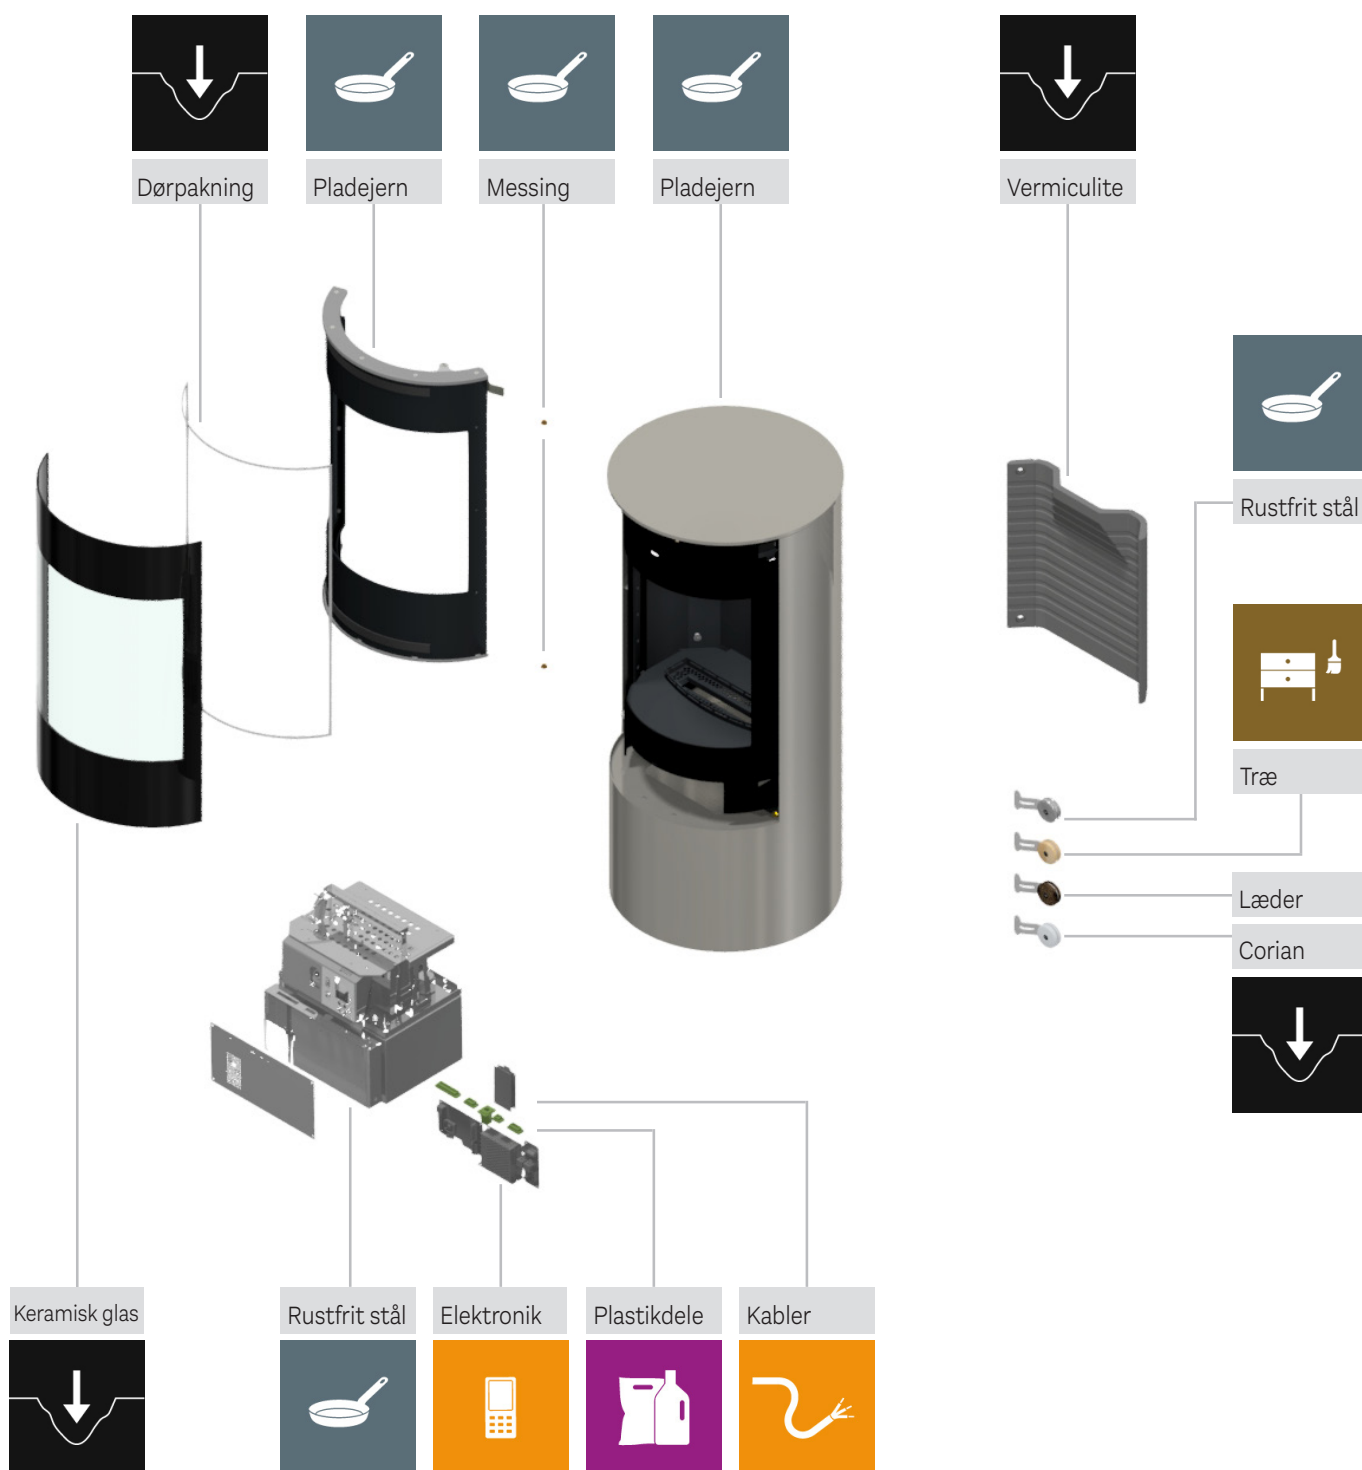 Dørpakning
Pladejern
Messing
Pladejern
Vermiculite
Rustfrit stål
Træ
Læder
Corian
Keramisk glas
Rustfrit stål
Elektronik
Plastikdele
Kabler